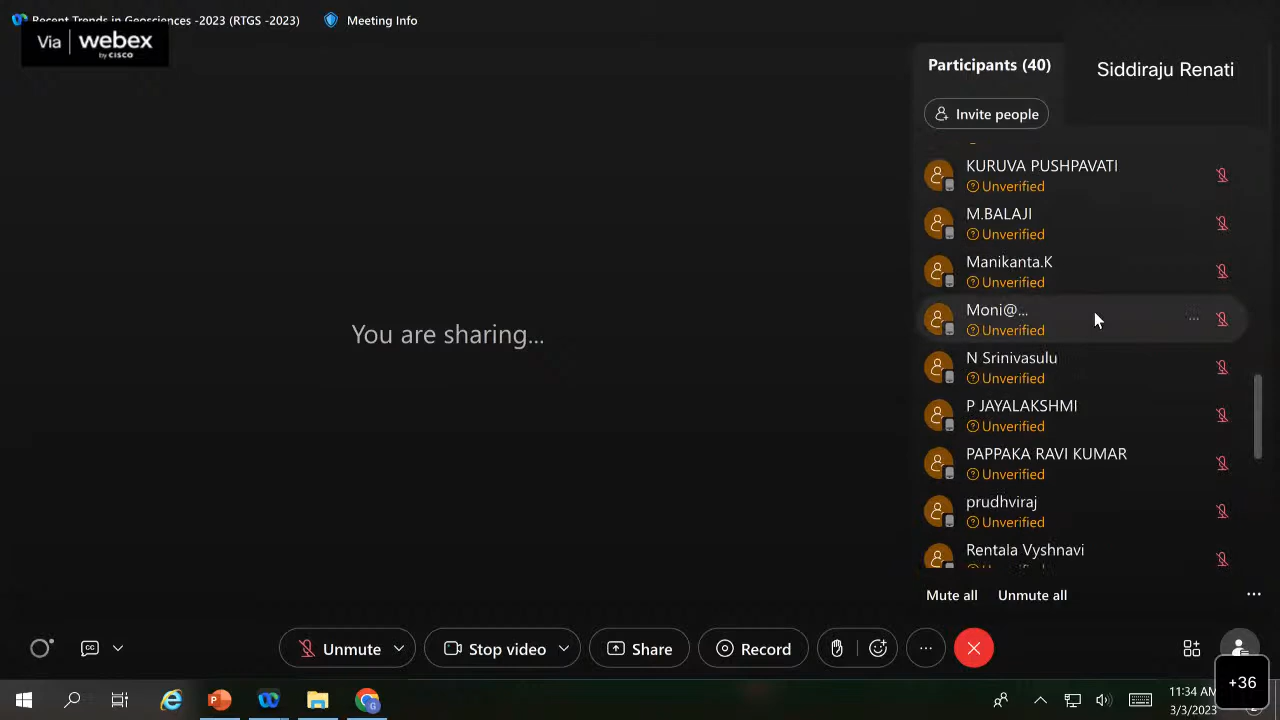 Recent Trends in Geosciences -2023 (RTGS -2023)
Meeting Info
Via webex
by CISCO
Participants (40)
Siddiraju Renati
Invite people
KURUVA PUSHPAVATI
Unverified
M.BALAJI
Unverified
Manikanta.K
Unverified
Moni@...
Unverified
N Srinivasulu
Unverified
P JAYALAKSHMI
Unverified
PAPPAKA RAVI KUMAR
Unverified
prudhviraj
Unverified
Rentala Vyshnavi
You are sharing...
Mute all
Unmute all
CC
Unmute
Stop video
Share
Record
11:34 AM
3/3/2023
+36